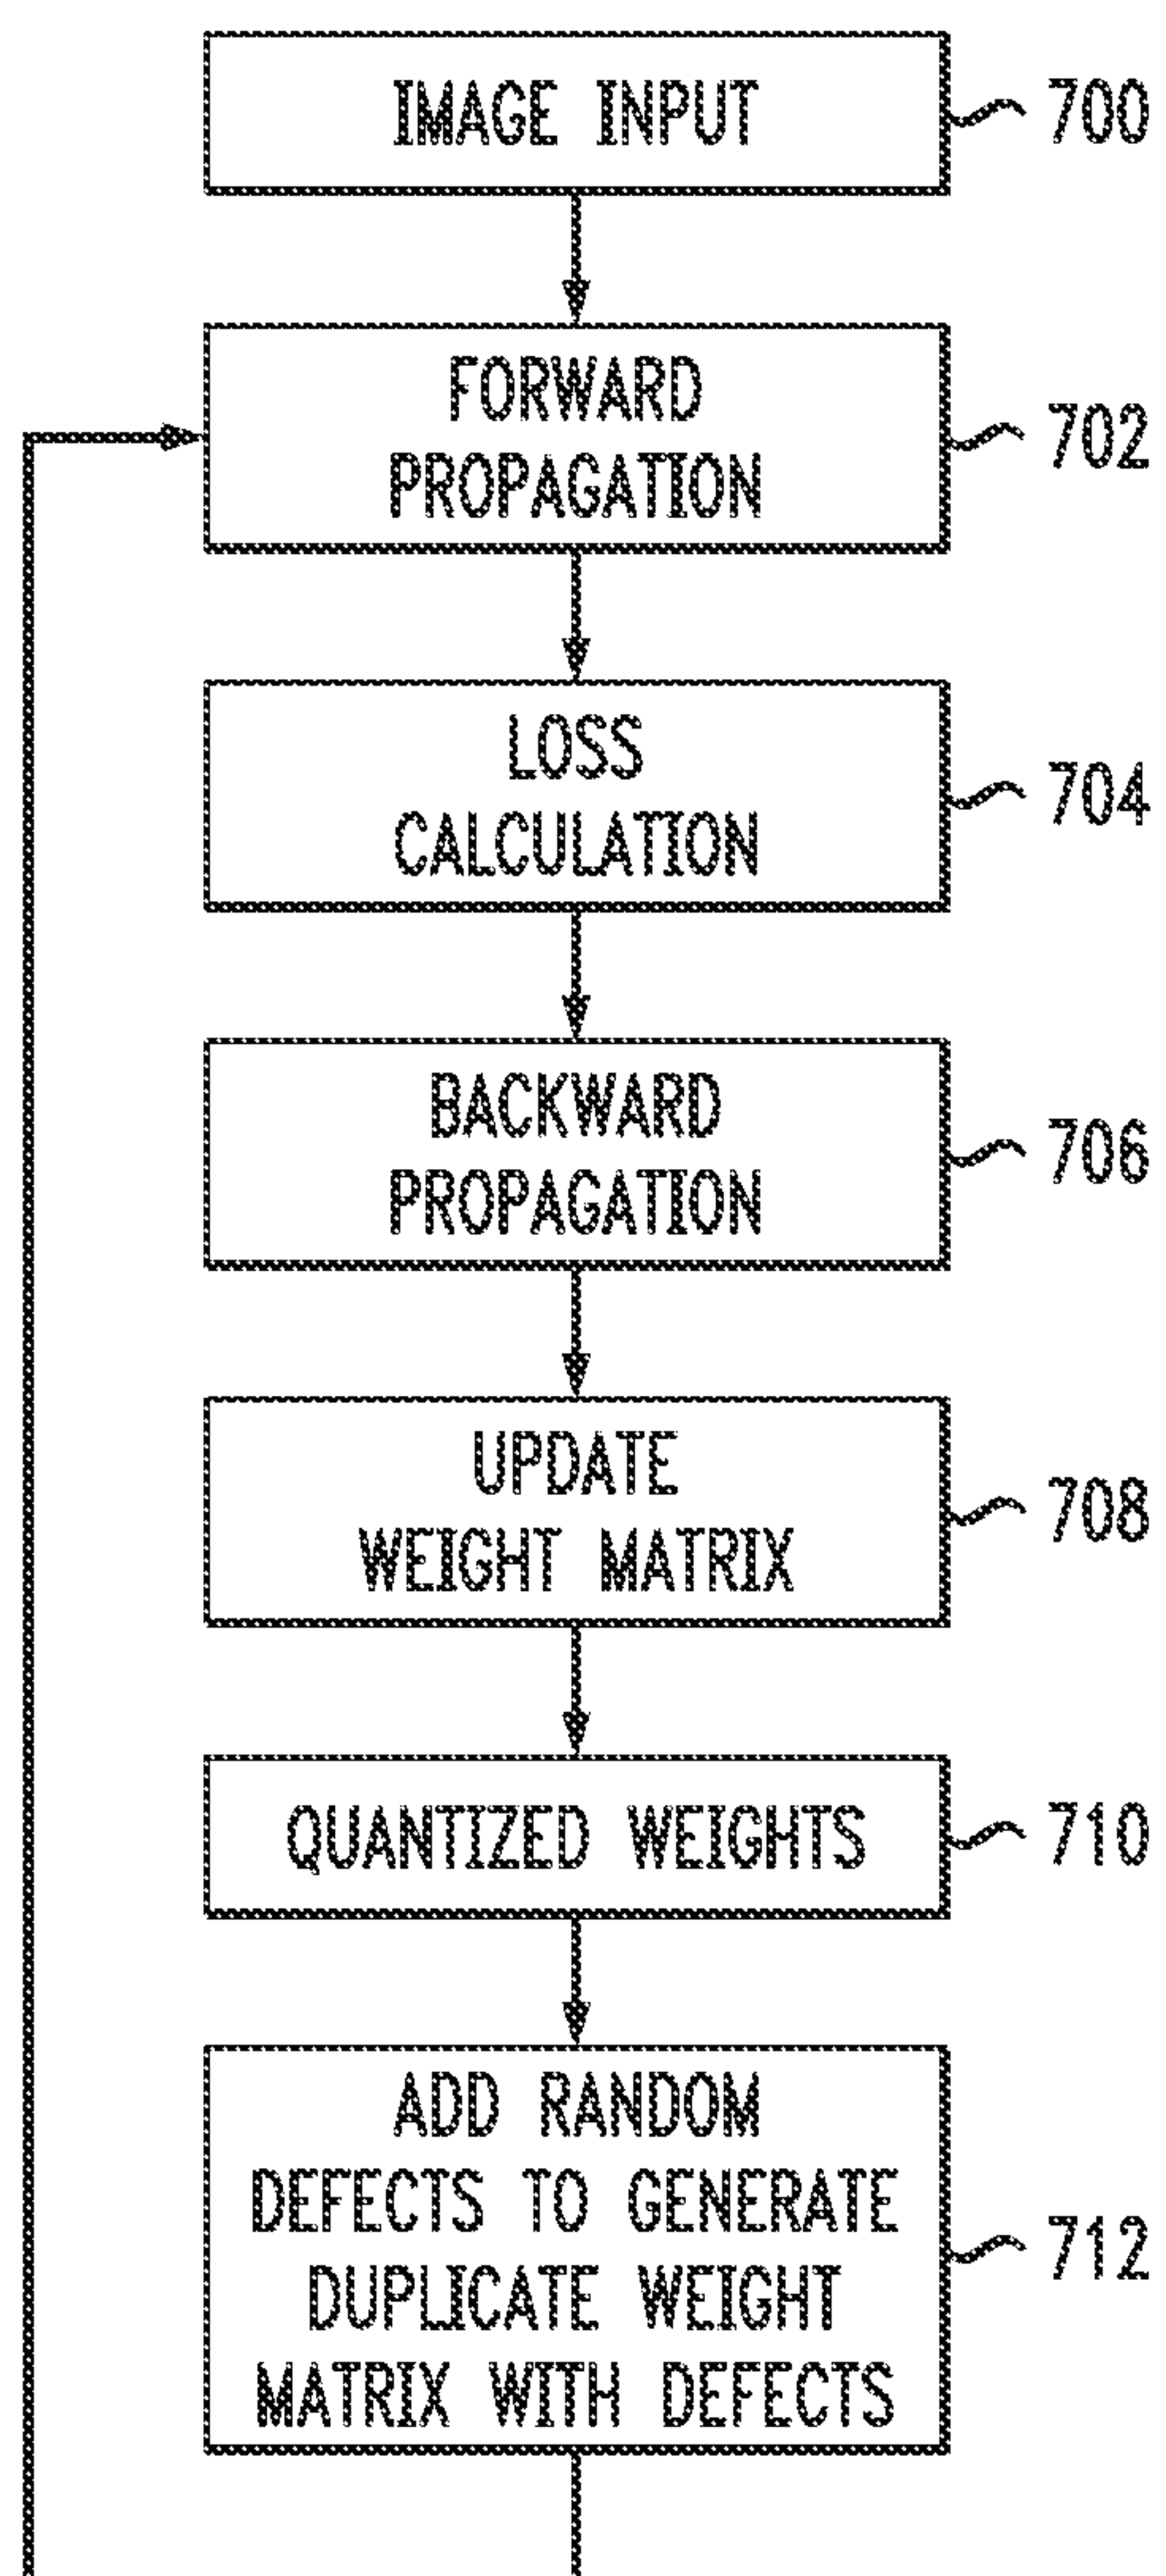 IMAGE INPUT
700
FORWARD
PROPAGATION
702
LOSS
CALCULATION
704
BACKWARD
PROPAGATION
706
UPDATE
WEIGHT MATRIX
708
QUANTIZED WEIGHTS
710
ADD RANDOM
DEFECTS TO GENERATE
DUPLICATE WEIGHT
MATRIX WITH DEFECTS
712